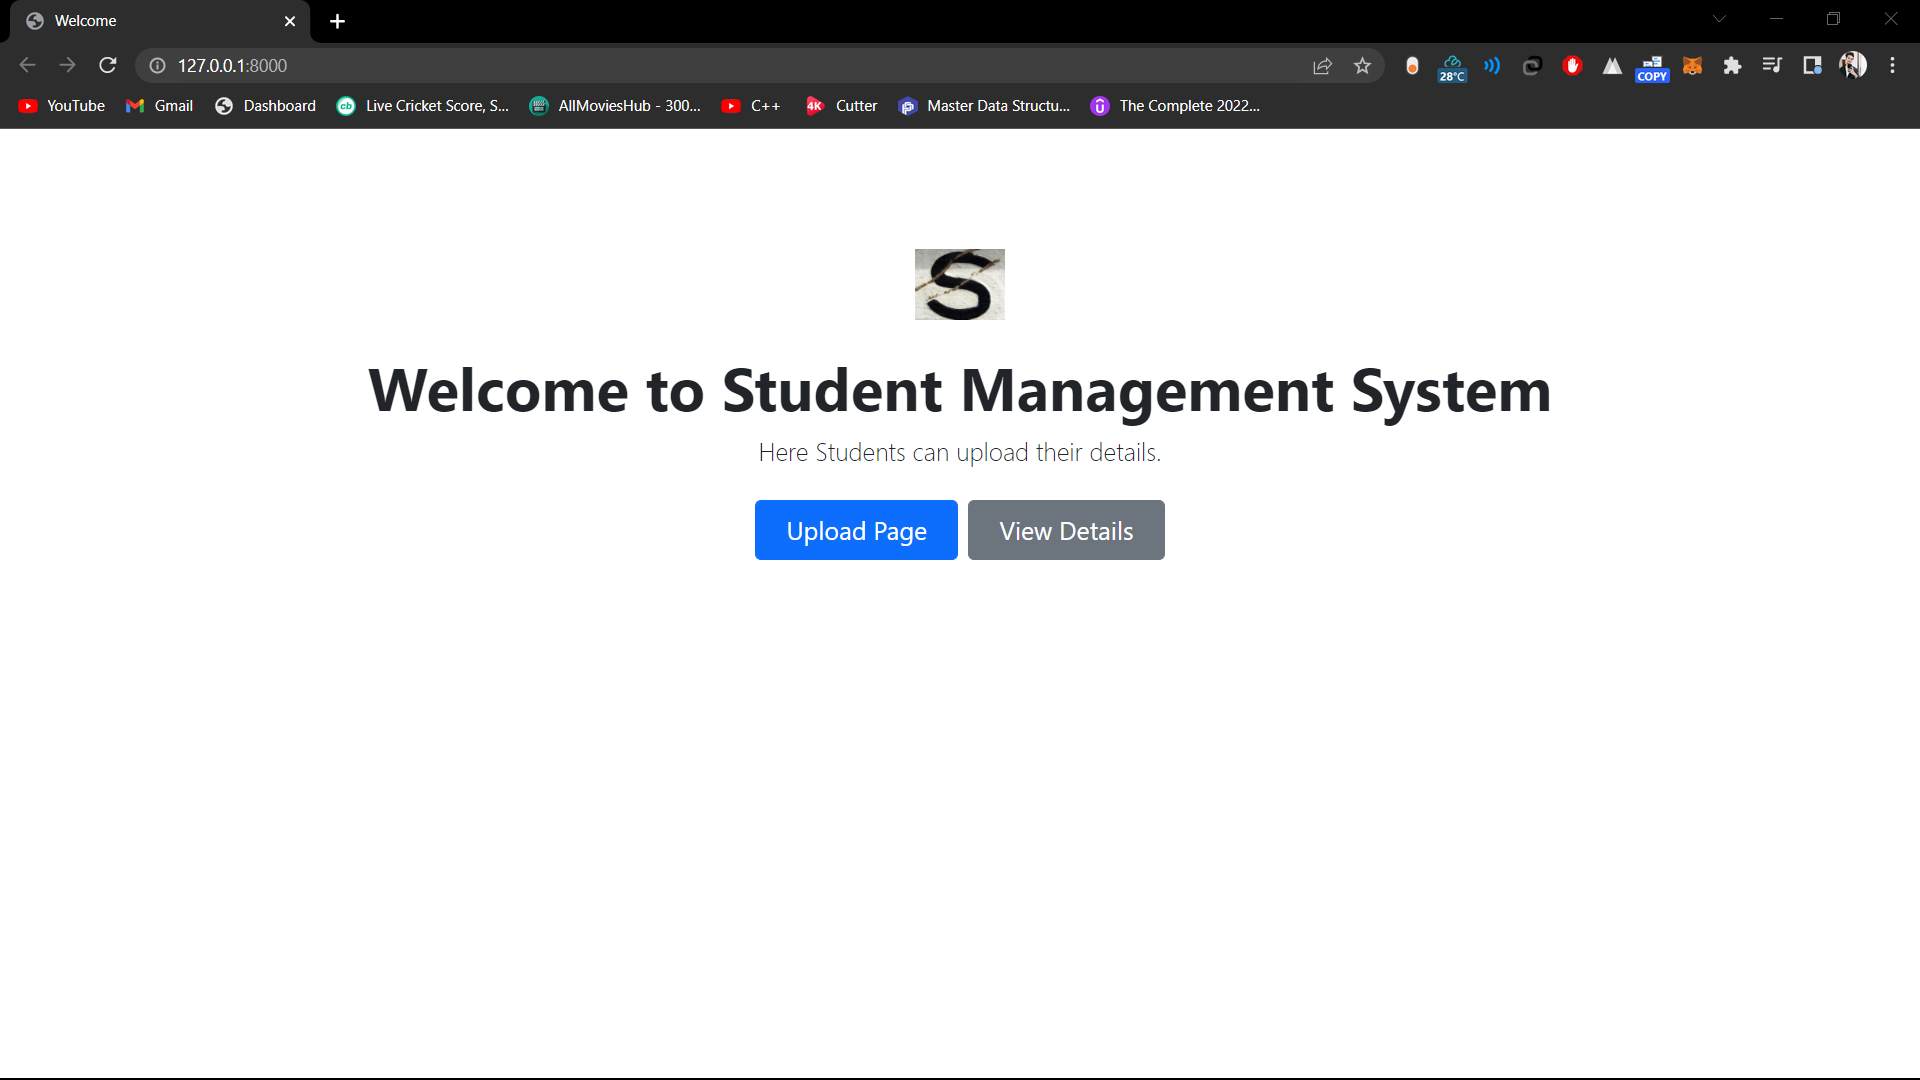 Welcome
127.0.0.1:8000
28°C
COPY
YouTube
Gmail
Dashboard
cb
Live Cricket Score, S...
AllMoviesHub - 300...
C++
4K
Cutter
Master Data Structu...
The Complete 2022...
S
Welcome to Student Management System
Here Students can upload their details.
Upload Page
View Details